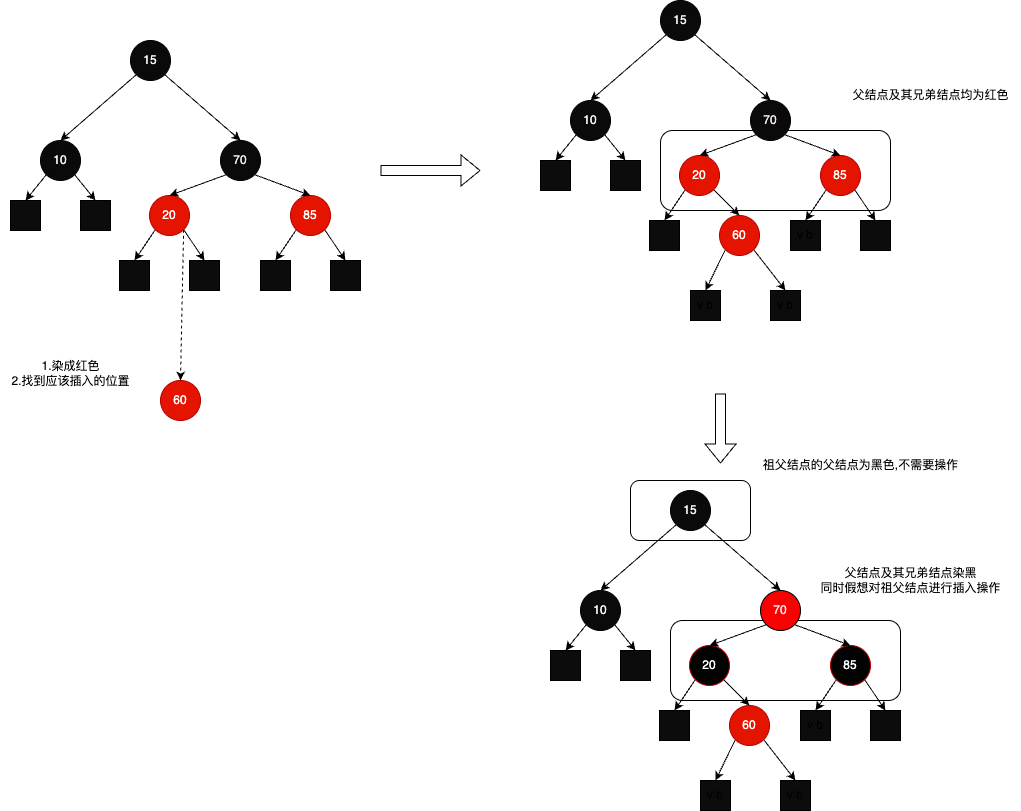 15
10
70
20
85
60
1.染成红色
2.找到应该插入的位置
15
父结点及其兄弟结点均为红色
10
70
20
85
60
v b
v b
v b
祖父结点的父结点为黑色,不需要操作
15
父结点及其兄弟结点染黑
同时假想对祖父结点进行插入操作
10
70
20
85
60
v b
v b
v b